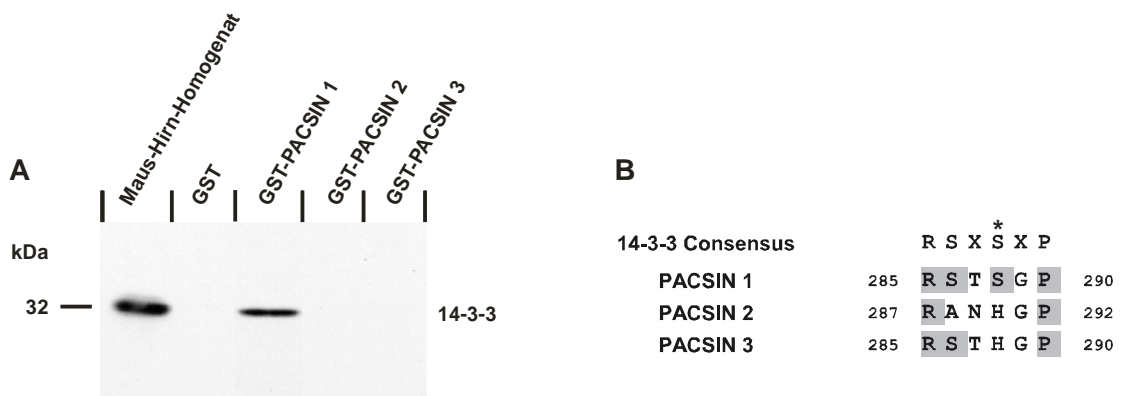 A
Maus-Hirn-Homogenat
GST
GST-PACSIN 1
GST-PACSIN 2
GST-PACSIN 3
kDa
32
14-3-3
B
*
14-3-3 Consensus R S X S X P
PACSIN 1 285 R S T S G P 290
PACSIN 2 287 R A N H G P 292
PACSIN 3 285 R S T H G P 290